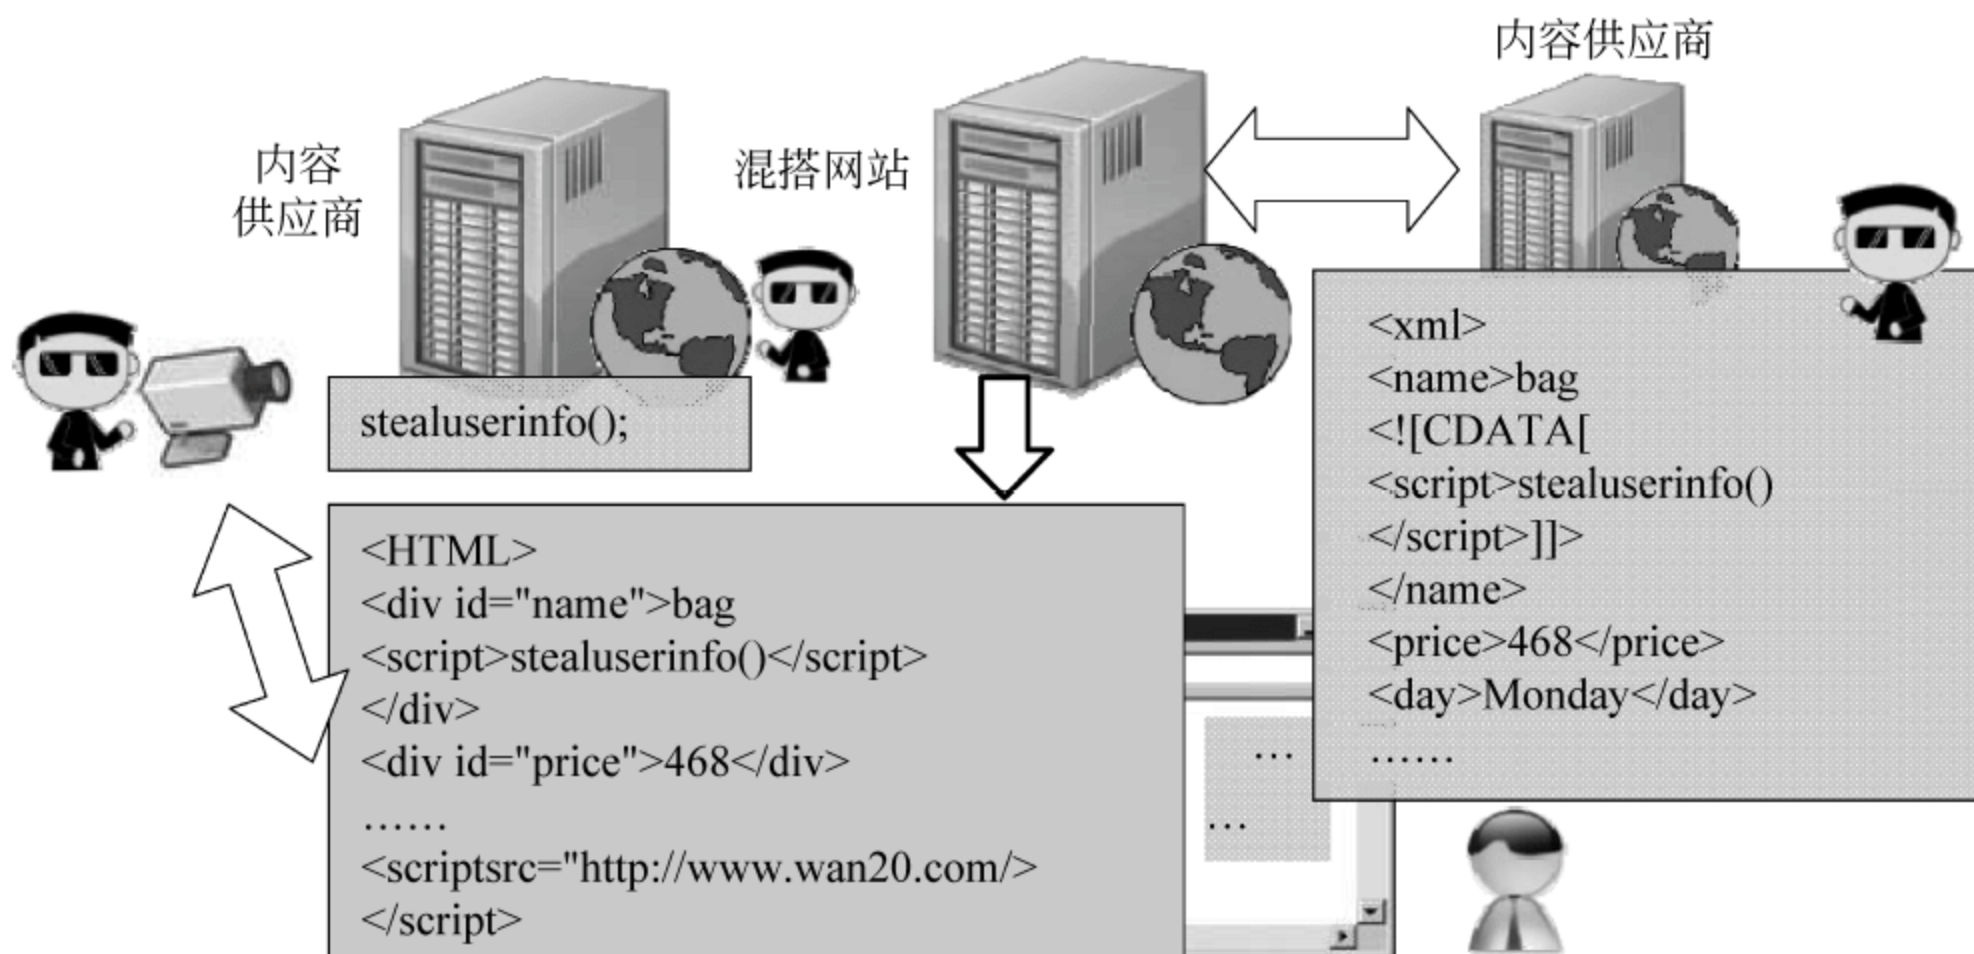 内容供应商
内容
供应商
混搭网站
stealuserinfo();
<HTML>
<div id="name">bag
<script>stealuserinfo()</script>
</div>
<div id="price">468</div>
……
<scriptsrc="http://www.wan20.com/>
</script>
<xml>
<name>bag
<![CDATA[
<script>stealuserinfo()
</script>]]>
</name>
<price>468</price>
<day>Monday</day>
……
…
…